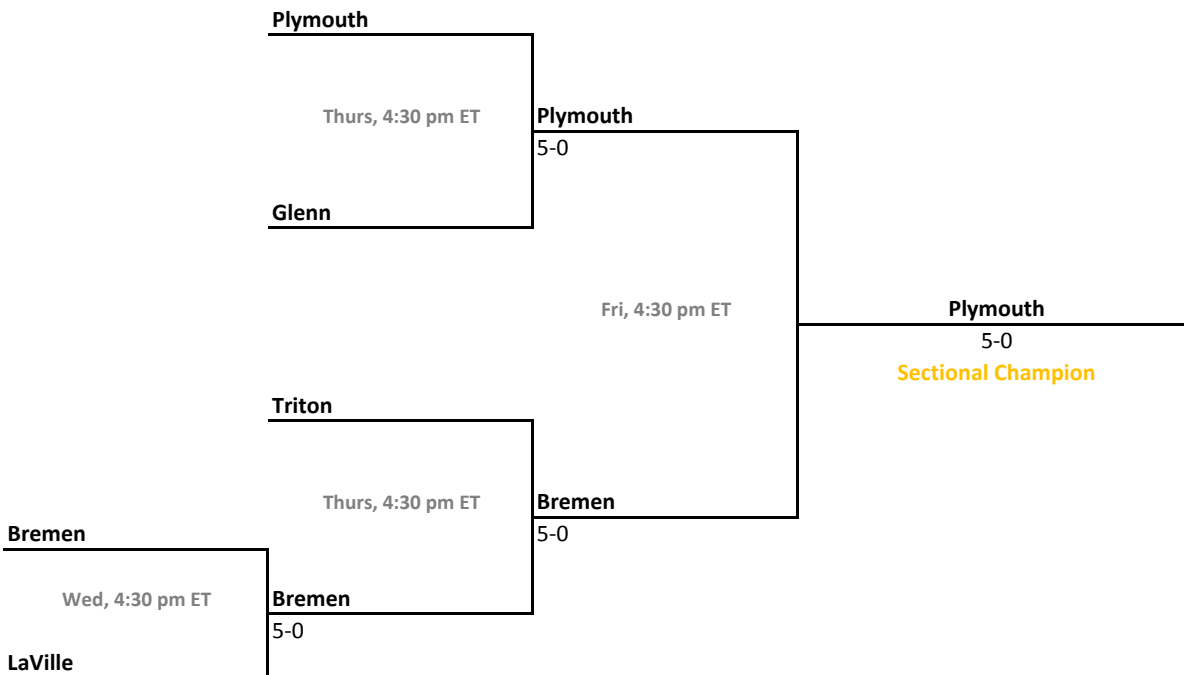 Plymouth
Thurs, 4:30 pm ET
Plymouth
5-0
Glenn
Fri, 4:30 pm ET
Plymouth
5-0
Sectional Champion
Triton
Thurs, 4:30 pm ET
Bremen
5-0
Bremen
Wed, 4:30 pm ET
Bremen
5-0
LaVille